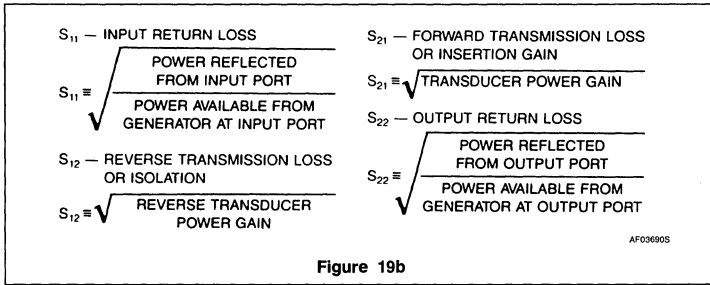 S11 — INPUT RETURN LOSS
S11 ≡ √
POWER REFLECTED
FROM INPUT PORT
POWER AVAILABLE FROM
GENERATOR AT INPUT PORT
S12 — REVERSE TRANSMISSION LOSS
OR ISOLATION
S12 ≡ √
REVERSE TRANSDUCER
POWER GAIN
S21 — FORWARD TRANSMISSION LOSS
OR INSERTION GAIN
S21 ≡ √TRANSDUCER POWER GAIN
S22 — OUTPUT RETURN LOSS
S22 ≡ √
POWER REFLECTED
FROM OUTPUT PORT
POWER AVAILABLE FROM
GENERATOR AT OUTPUT PORT
AF03690S
Figure 19b